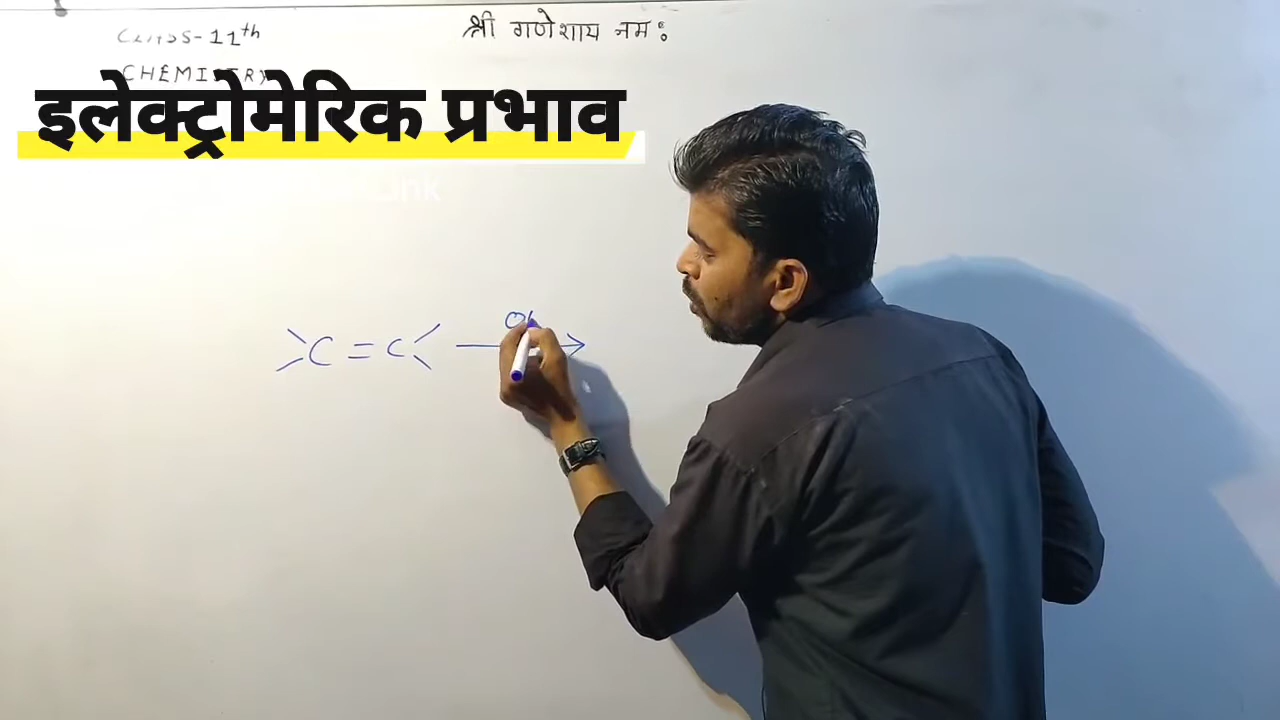 CLASS-11th
श्री गणेशाय नमः
CHEMISTRY
इलेक्ट्रोमेरिक प्रभाव
C = C